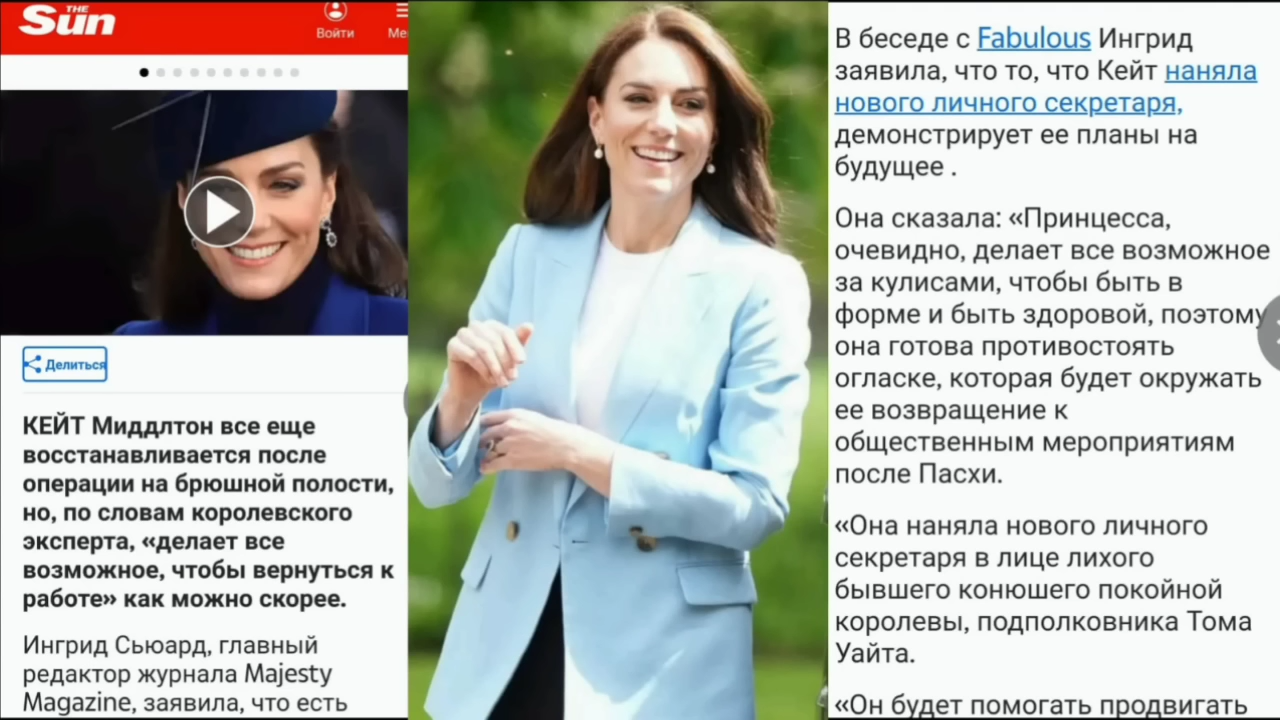 THE
Sun
Войти
КЕЙТ Миддлтон все еще
восстанавливается после
операции на брюшной полости,
но, по словам королевского
эксперта, «делает все
возможное, чтобы вернуться к
работе» как можно скорее.
Делиться
Ингрид Сьюард, главный
редактор журнала Majesty
Magazine, заявила, что есть
В беседе с Fabulous Ингрид
заявила, что то, что Кейт наняла
нового личного секретаря,
демонстрирует ее планы на
будущее .
Она сказала: «Принцесса,
очевидно, делает все возможное
за кулисами, чтобы быть в
форме и быть здоровой, поэтому
она готова противостоять
огласке, которая будет окружать
ее возвращение к
общественным мероприятиям
после Пасхи.
«Она наняла нового личного
секретаря в лице лихого
бывшего конюшего покойной
королевы, подполковника Тома
Уайта.
«Он будет помогать продвигать